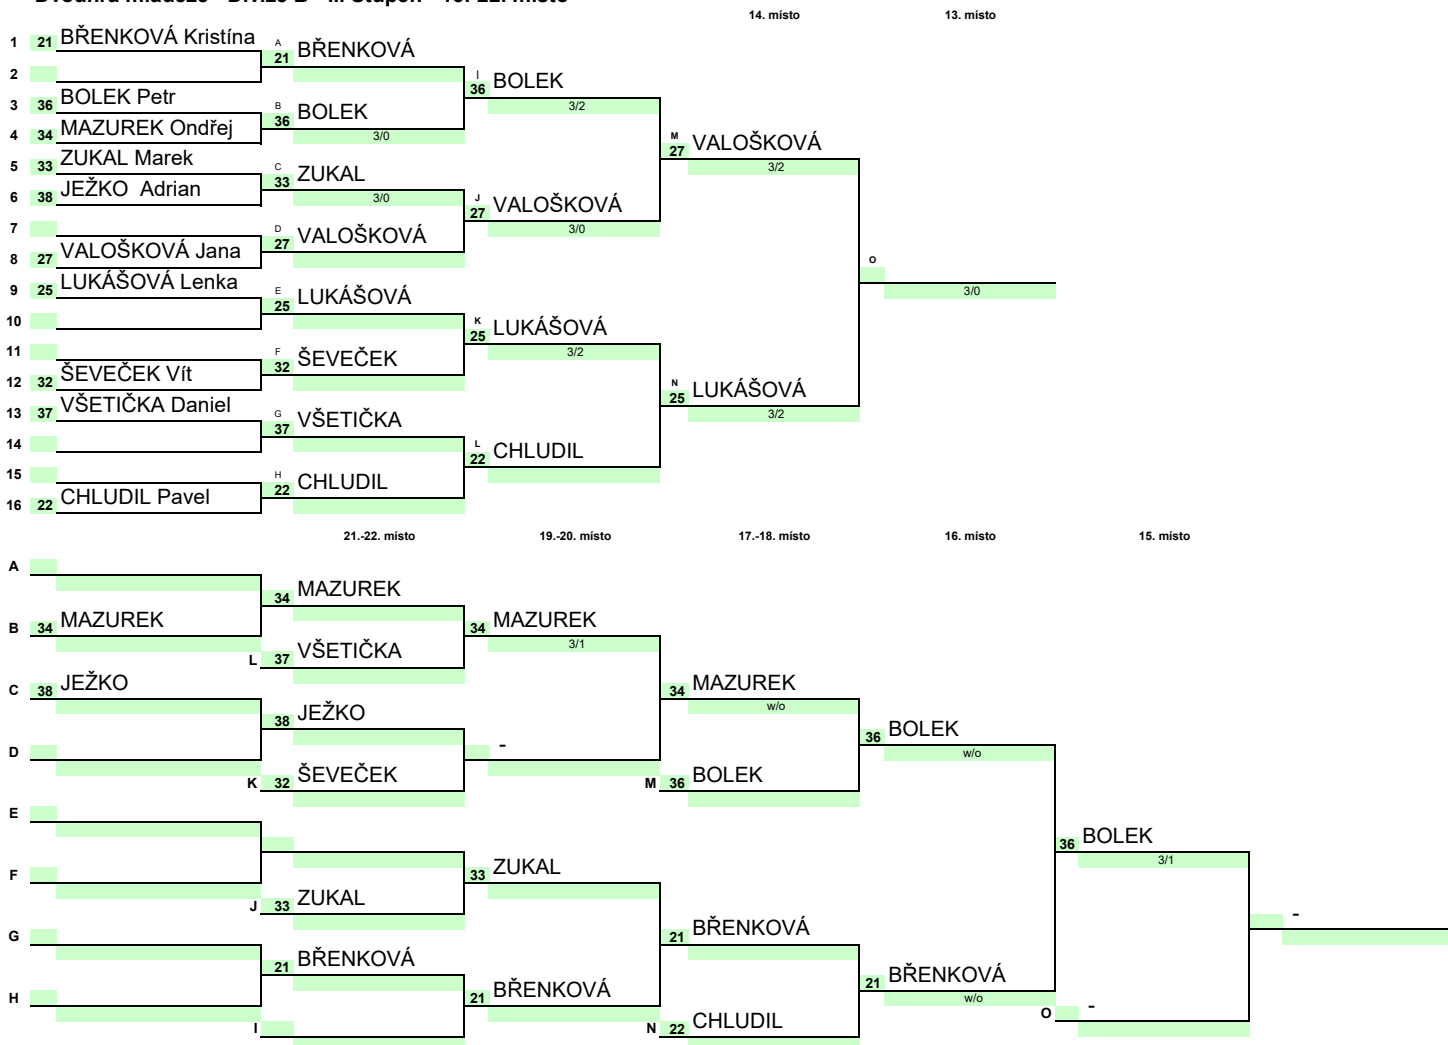 14. místo 13. místo
1 21 BŘENKOVÁ Kristína A 21 BŘENKOVÁ
2
I 36 BOLEK 3/2
3 36 BOLEK Petr B 36 BOLEK 3/0
4 34 MAZUREK Ondřej
M 27 VALOŠKOVÁ 3/2
5 33 ZUKAL Marek C 33 ZUKAL 3/0
6 38 JEŽKO Adrian
J 27 VALOŠKOVÁ 3/0
7
D 27 VALOŠKOVÁ
8 27 VALOŠKOVÁ Jana
O 3/0
9 25 LUKÁŠOVÁ Lenka E 25 LUKÁŠOVÁ
10
K 25 LUKÁŠOVÁ 3/2
11
F 32 ŠEVEČEK
12 32 ŠEVEČEK Vít
N 25 LUKÁŠOVÁ 3/2
13 37 VŠETIČKA Daniel G 37 VŠETIČKA
14
L 22 CHLUDIL
15
H 22 CHLUDIL
16 22 CHLUDIL Pavel
21.-22. místo 19.-20. místo 17.-18. místo 16. místo 15. místo
A
34 MAZUREK
B 34 MAZUREK
34 MAZUREK 3/1
L 37 VŠETIČKA
C 38 JEŽKO
34 MAZUREK w/o
38 JEŽKO
36 BOLEK w/o
D
-
K 32 ŠEVEČEK
M 36 BOLEK
E
36 BOLEK 3/1
F
33 ZUKAL
J 33 ZUKAL
-
G
21 BŘENKOVÁ
21 BŘENKOVÁ
21 BŘENKOVÁ w/o
H
21 BŘENKOVÁ
O -
I
N 22 CHLUDIL